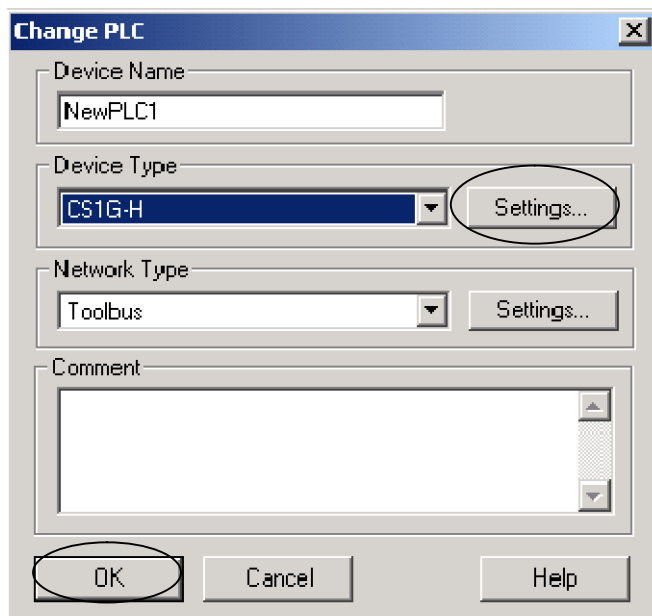 Change PLC
Device Name
NewPLC1
Device Type
CS1G-H
Settings...
Network Type
Toolbus
Settings...
Comment
OK Cancel Help